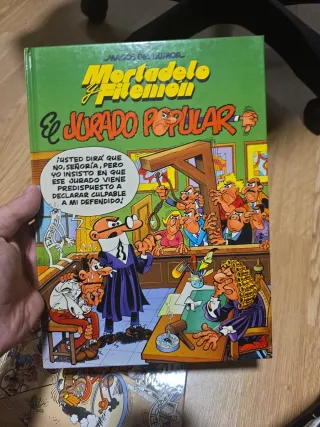 MAGOS DEL HUMOR
Mortadelo
y Filemón
El JURADO POPULAR
¡USTED DIRÁ QUE
NO, SEÑORÍA, PERO
YO INSISTO EN QUE
ESE JURADO VIENE
PREDISPUESTO A
DECLARAR CULPABLE
A MI DEFENDIDO!